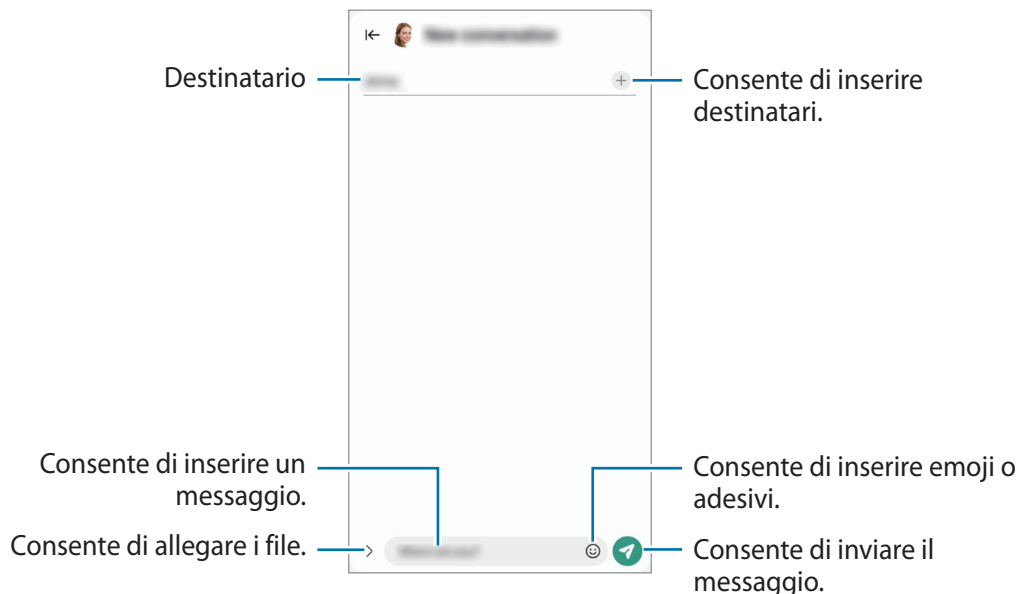 Destinatario
Consente di inserire
destinatari.
Consente di inserire un
messaggio.
Consente di inserire emoji o
adesivi.
Consente di allegare i file.
Consente di inviare il
messaggio.